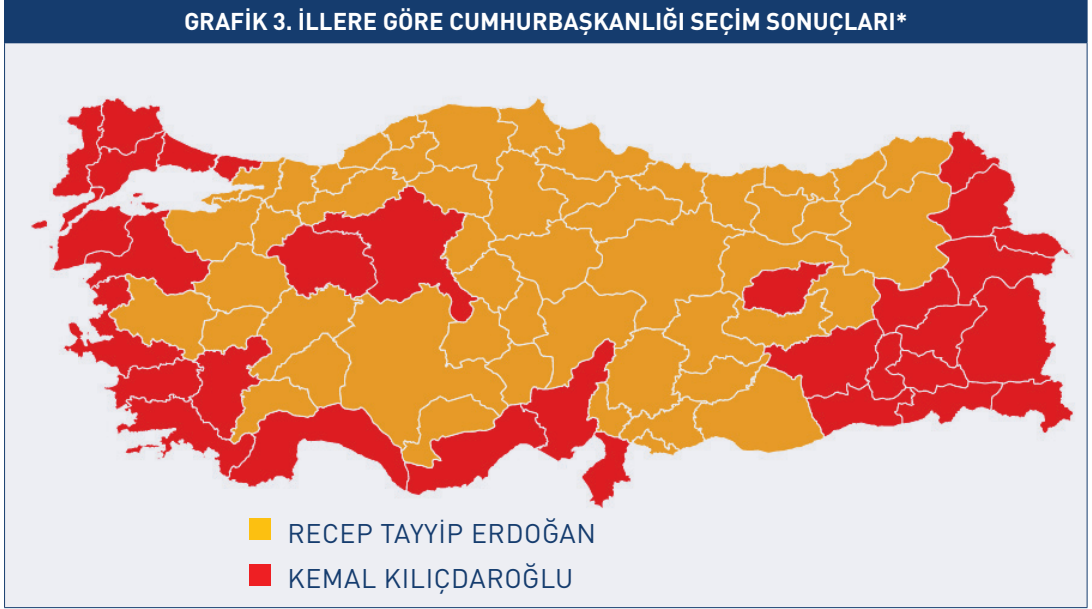 GRAFİK 3. İLLERE GÖRE CUMHURBAŞKANLIĞI SEÇİM SONUÇLARI*
RECEP TAYYİP ERDOĞAN
KEMAL KILIÇDAROĞLU